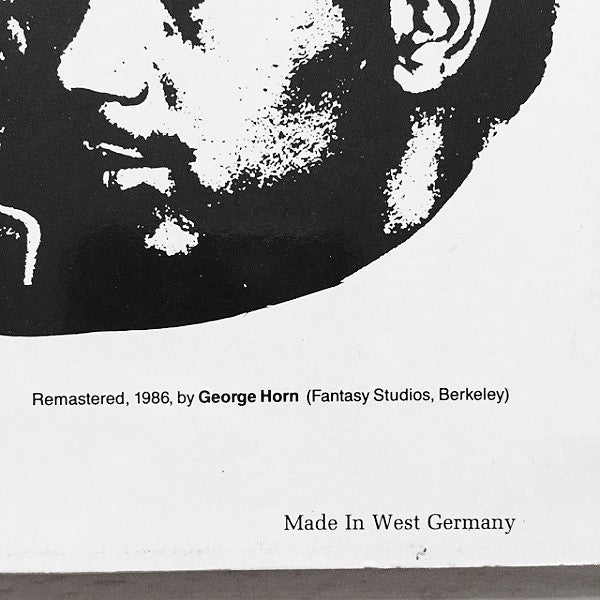 Remastered, 1986, by George Horn (Fantasy Studios, Berkeley)
Made In West Germany